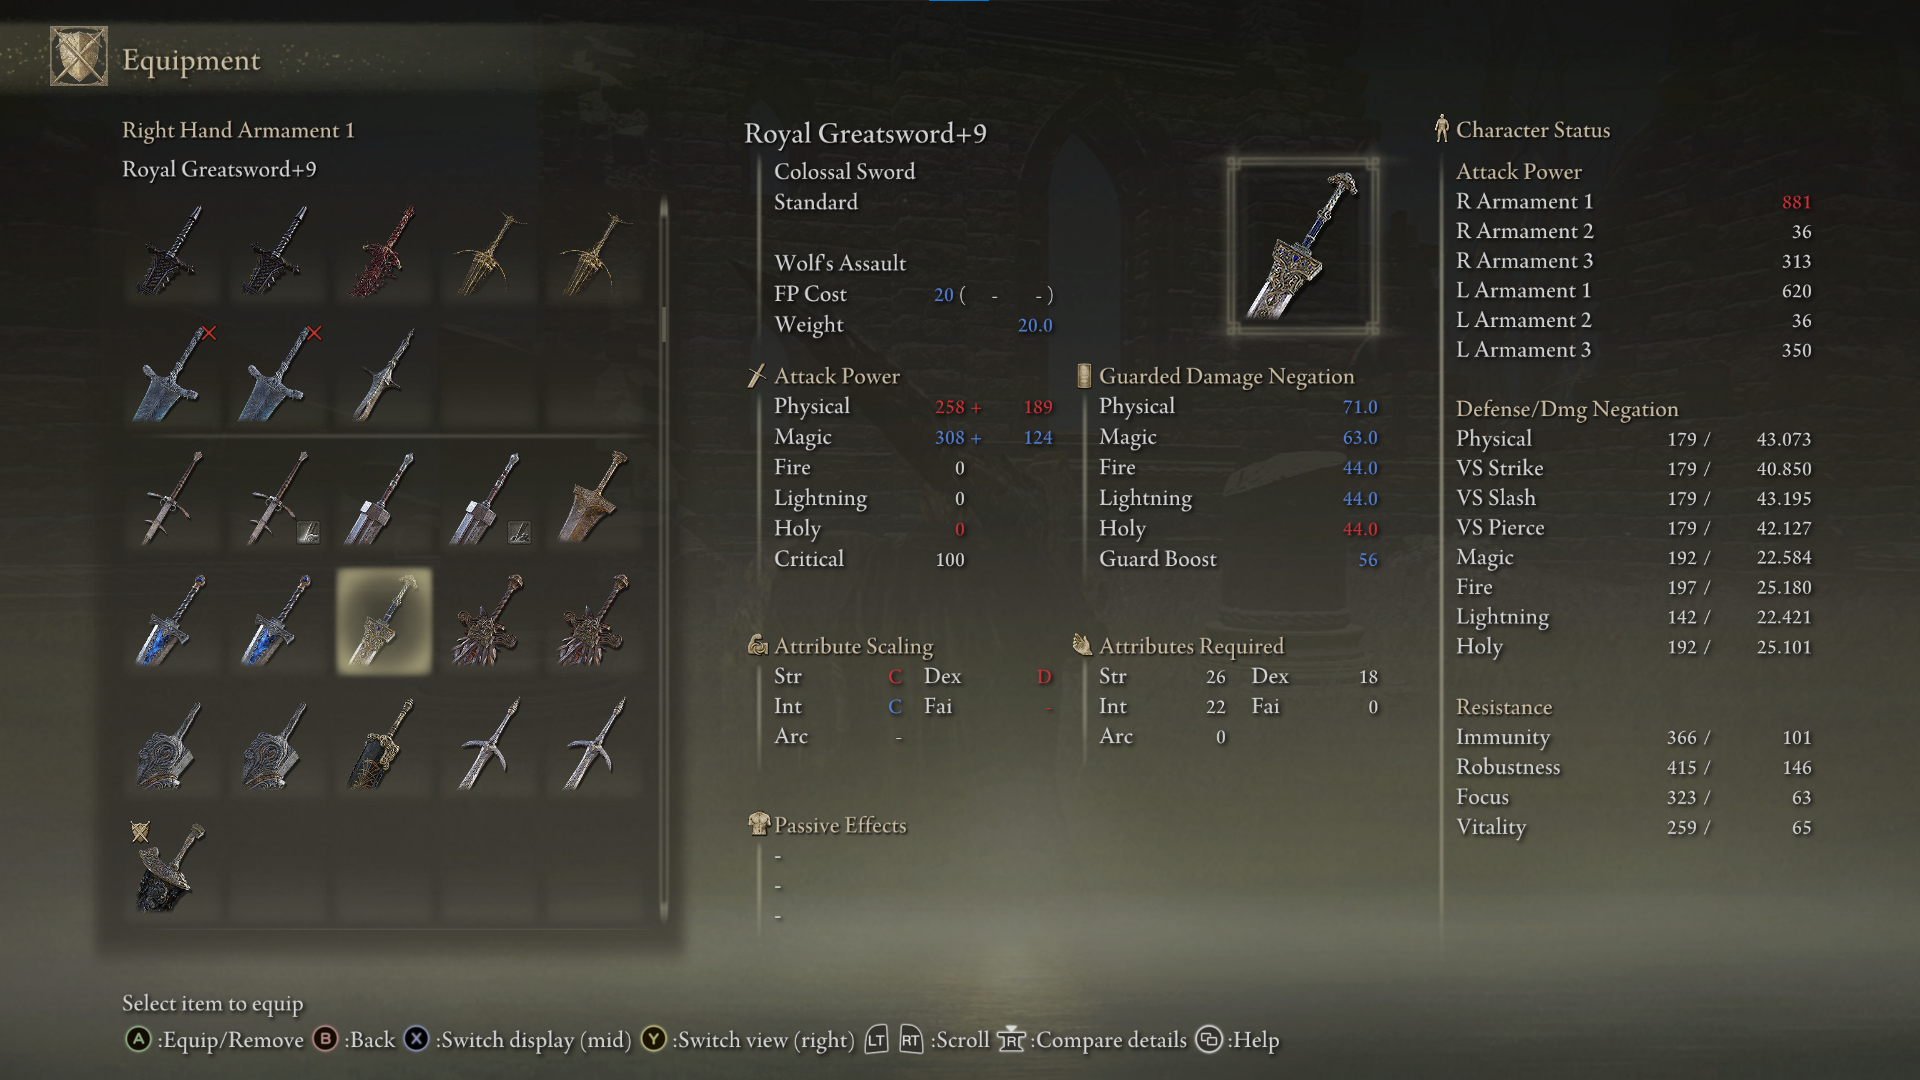 Equipment
Right Hand Armament 1
Royal Greatsword+9
Royal Greatsword+9
Colossal Sword
Standard
Wolf's Assault
FP Cost 20 ( - - )
Weight 20.0
Attack Power
Physical 258 + 189
Magic 308 + 124
Fire 0
Lightning 0
Holy 0
Critical 100
Guarded Damage Negation
Physical 71.0
Magic 63.0
Fire 44.0
Lightning 44.0
Holy 44.0
Guard Boost 56
Attribute Scaling
Str C Dex D
Int C Fai -
Arc -
Attributes Required
Str 26 Dex 18
Int 22 Fai 0
Arc 0
Passive Effects
-
-
-
Character Status
Attack Power
R Armament 1 881
R Armament 2 36
R Armament 3 313
L Armament 1 620
L Armament 2 36
L Armament 3 350
Defense/Dmg Negation
Physical 179 / 43.073
VS Strike 179 / 40.850
VS Slash 179 / 43.195
VS Pierce 179 / 42.127
Magic 192 / 22.584
Fire 197 / 25.180
Lightning 142 / 22.421
Holy 192 / 25.101
Resistance
Immunity 366 / 101
Robustness 415 / 146
Focus 323 / 63
Vitality 259 / 65
Select item to equip
A :Equip/Remove B :Back X :Switch display (mid) Y :Switch view (right) LT RT :Scroll R :Compare details :Help